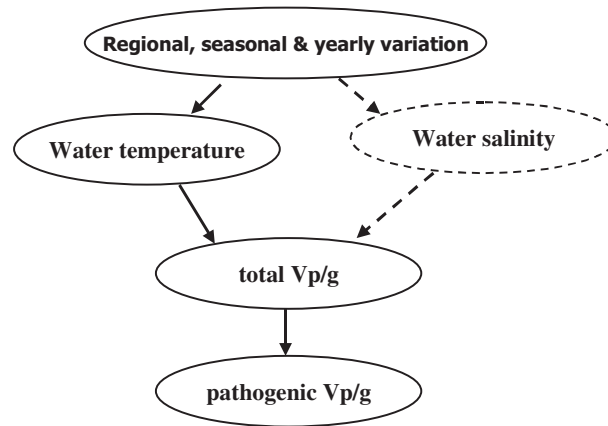 Regional, seasonal & yearly variation
Water temperature
Water salinity
total Vp/g
pathogenic Vp/g